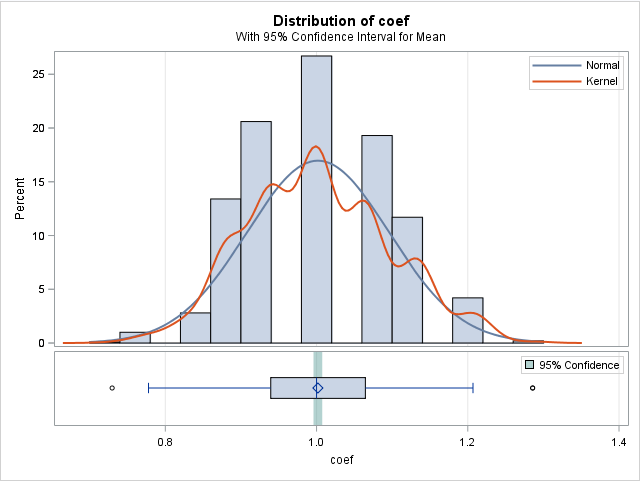 Distribution of coef
With 95% Confidence Interval for Mean
Normal
Kernel
Percent
25
20
15
10
5
0
95% Confidence
0.8
1.0
1.2
1.4
coef